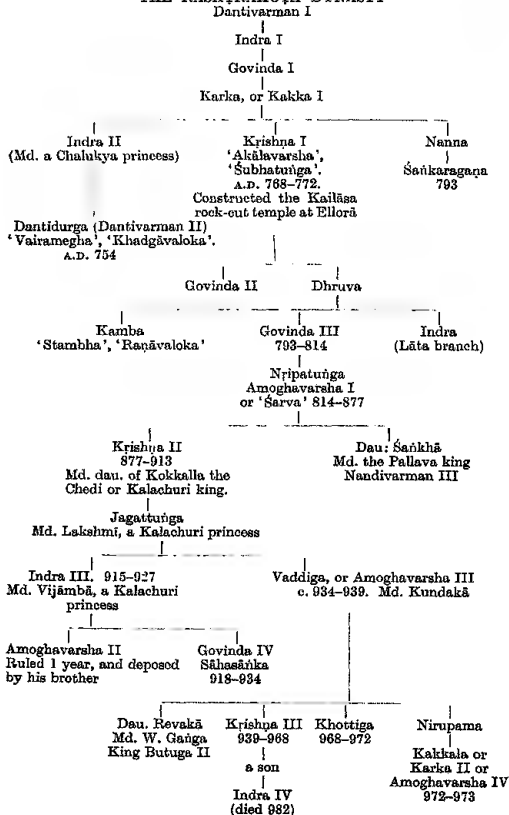 THE RĀSHṬRAKŪṬA DYNASTY
Dantivarman I
Indra I
Govinda I
Karka, or Kakka I
Indra II
(Md. a Chalukya princess)
Krishṇa I
‘Akālavarsha’,
‘Śubhatuṅga’.
A.D. 768–772.
Constructed the Kailāsa
rock-cut temple at Ellorā
Nanna
Śaṅkaragaṇa
793
Dantidurga (Dantivarman II)
‘Vairamegha’, ‘Khadgāvaloka’.
A.D. 754
Govinda II
Dhruva
Kamba
‘Stambha’, ‘Raṇāvaloka’
Govinda III
793–814
Indra
(Lāta branch)
Nṛipatuṅga
Amoghavarsha I
or ‘Śarva’ 814–877
Kṛishṇa II
877–913
Md. dau. of Kokkalla the
Chedi or Kalachuri king.
Dau: Śaṅkhā
Md. the Pallava king
Nandivarman III
Jagattuṅga
Md. Lakshmī, a Kalachuri princess
Indra III. 915–927
Md. Vijāmbā, a Kalachuri
princess
Vaddiga, or Amoghavarsha III
c. 934–939. Md. Kundakā
Amoghavarsha II
Ruled 1 year, and deposed
by his brother
Govinda IV
Sāhasāṅka
918–934
Dau. Revakā
Md. W. Gaṅga
King Butuga II
Kṛishṇa III
939–968
a son
Indra IV
(died 982)
Khoṭṭiga
968–972
Nirupama
Kakkala or
Karka II or
Amoghavarsha IV
972–973